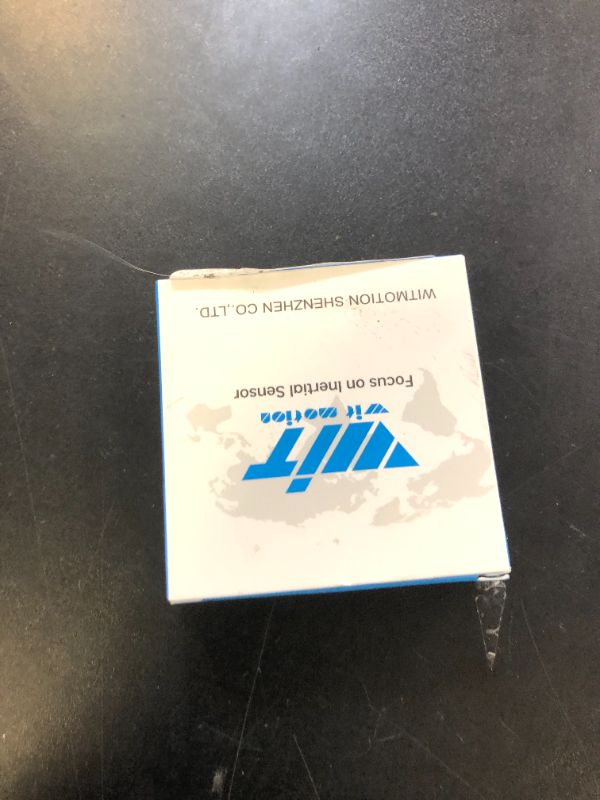 WIT
wit motion
Focus on Inertial Sensor
WITMOTION SHENZHEN CO.,LTD.